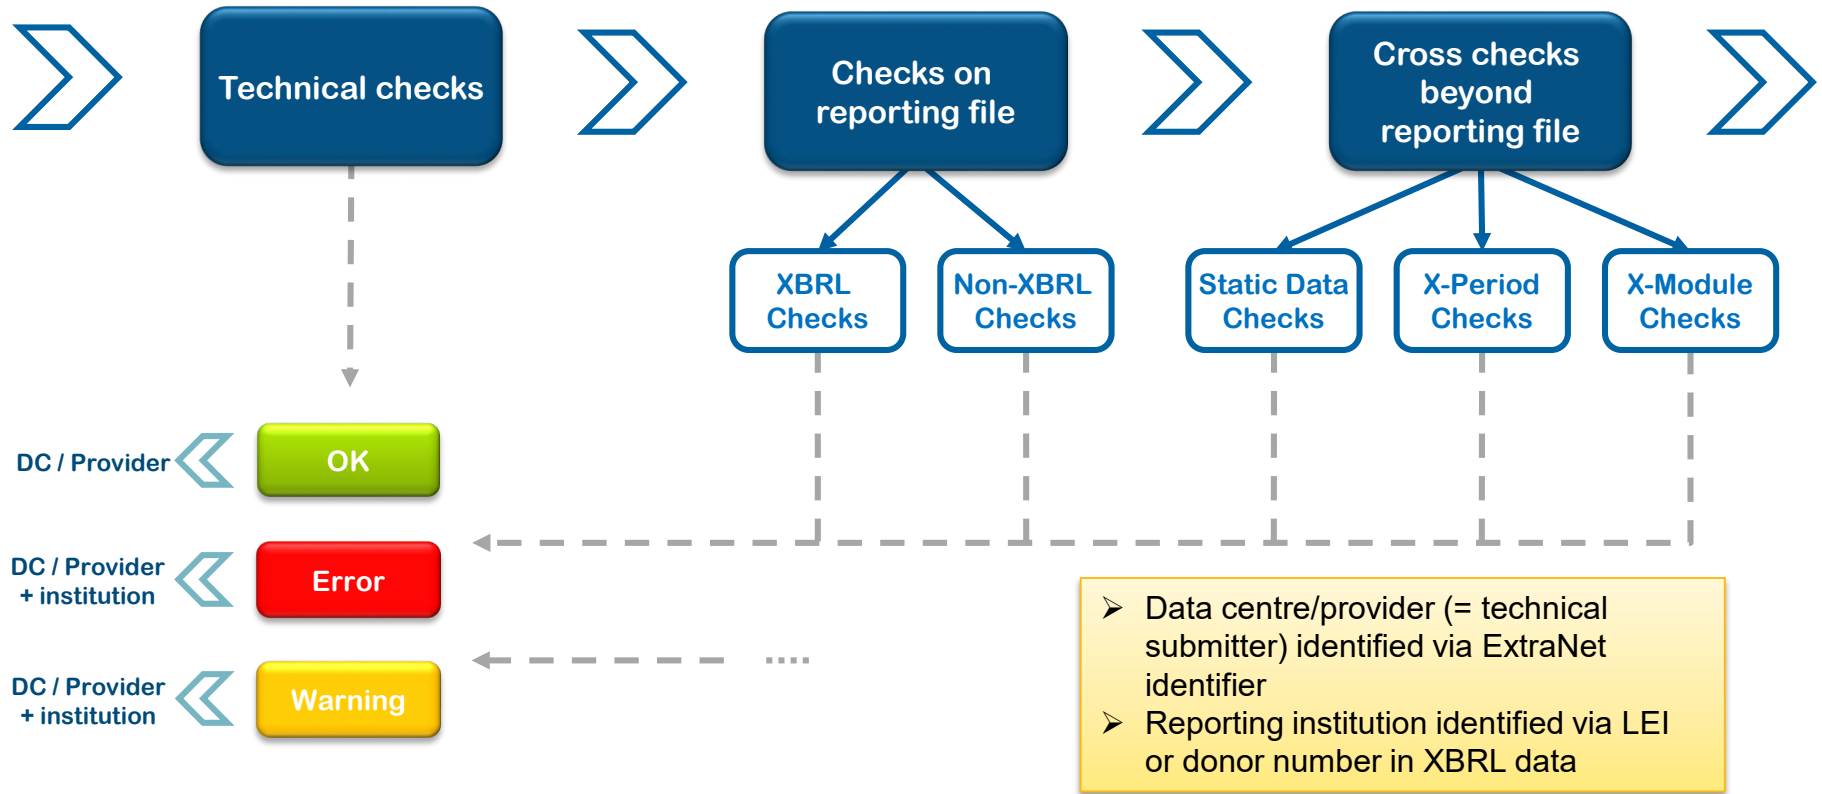 Technical checks
Checks on
reporting file
Cross checks
beyond
reporting file
XBRL
Checks
Non-XBRL
Checks
Static Data
Checks
X-Period
Checks
X-Module
Checks
DC / Provider
OK
DC / Provider
+ institution
Error
DC / Provider
+ institution
Warning
➢ Data centre/provider (= technical
submitter) identified via ExtraNet
identifier
➢ Reporting institution identified via LEI
or donor number in XBRL data